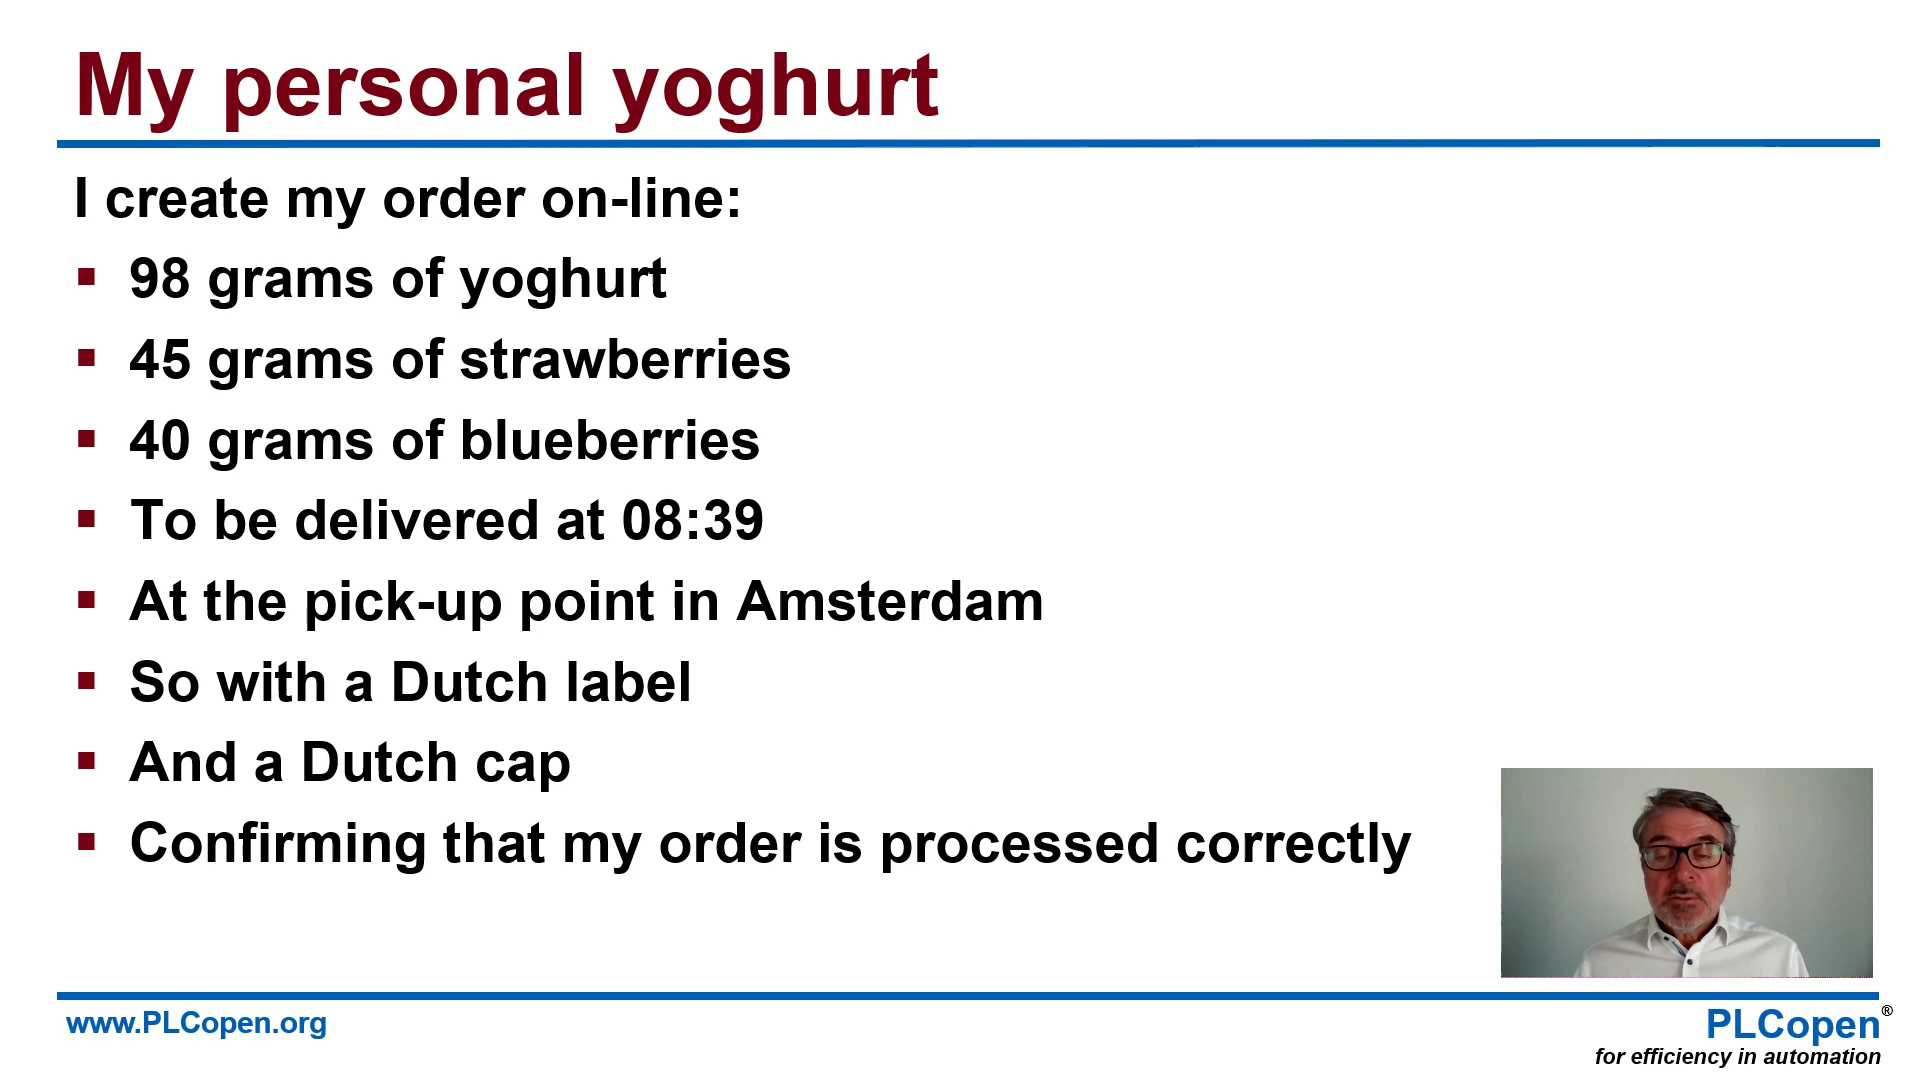 My personal yoghurt
I create my order on-line:
▪ 98 grams of yoghurt
▪ 45 grams of strawberries
▪ 40 grams of blueberries
▪ To be delivered at 08:39
▪ At the pick-up point in Amsterdam
▪ So with a Dutch label
▪ And a Dutch cap
▪ Confirming that my order is processed correctly
www.PLCopen.org
PLCopen®
for efficiency in automation